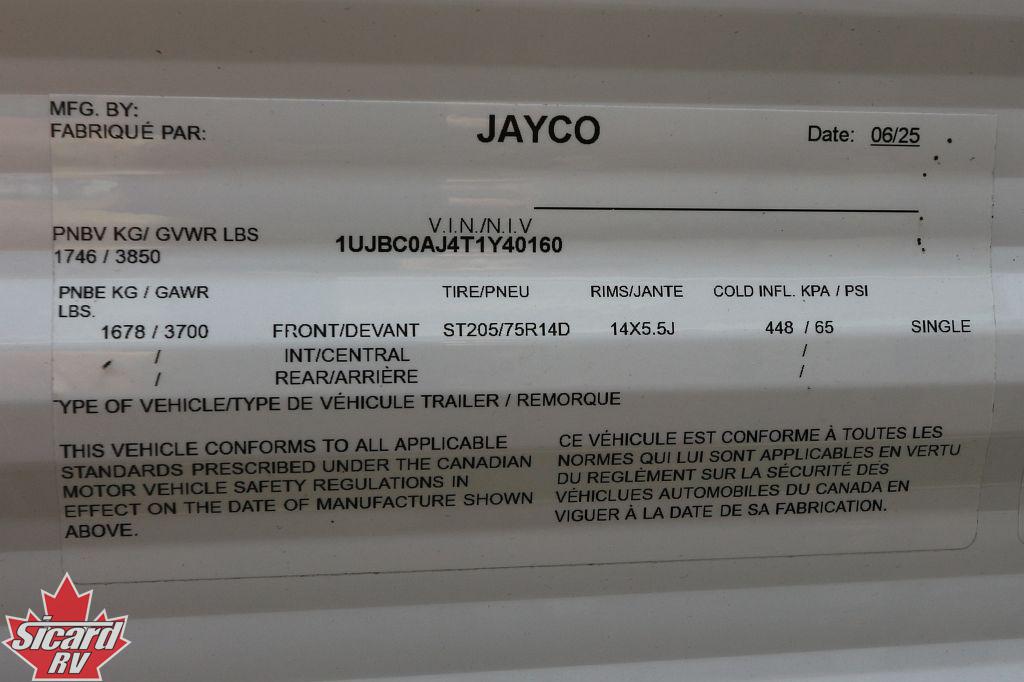 MFG. BY:
FABRIQUÉ PAR:
JAYCO
Date: 06/25
PNBV KG/ GVWR LBS
1746 / 3850
V.I.N./N.I.V
1UJBC0AJ4T1Y40160
PNBE KG / GAWR LBS. TIRE/PNEU RIMS/JANTE COLD INFL. KPA / PSI
1678 / 3700 FRONT/DEVANT ST205/75R14D 14X5.5J 448 / 65 SINGLE
/ INT/CENTRAL /
/ REAR/ARRIÈRE /
YPE OF VEHICLE/TYPE DE VÉHICULE TRAILER / REMORQUE
THIS VEHICLE CONFORMS TO ALL APPLICABLE
STANDARDS PRESCRIBED UNDER THE CANADIAN
MOTOR VEHICLE SAFETY REGULATIONS IN
EFFECT ON THE DATE OF MANUFACTURE SHOWN
ABOVE.
CE VÉHICULE EST CONFORME À TOUTES LES
NORMES QUI LUI SONT APPLICABLES EN VERTU
DU REGLÈMENT SUR LA SÉCURITÉ DES
VÉHICLUES AUTOMOBILES DU CANADA EN
VIGUER À LA DATE DE SA FABRICATION.
Sicard
RV